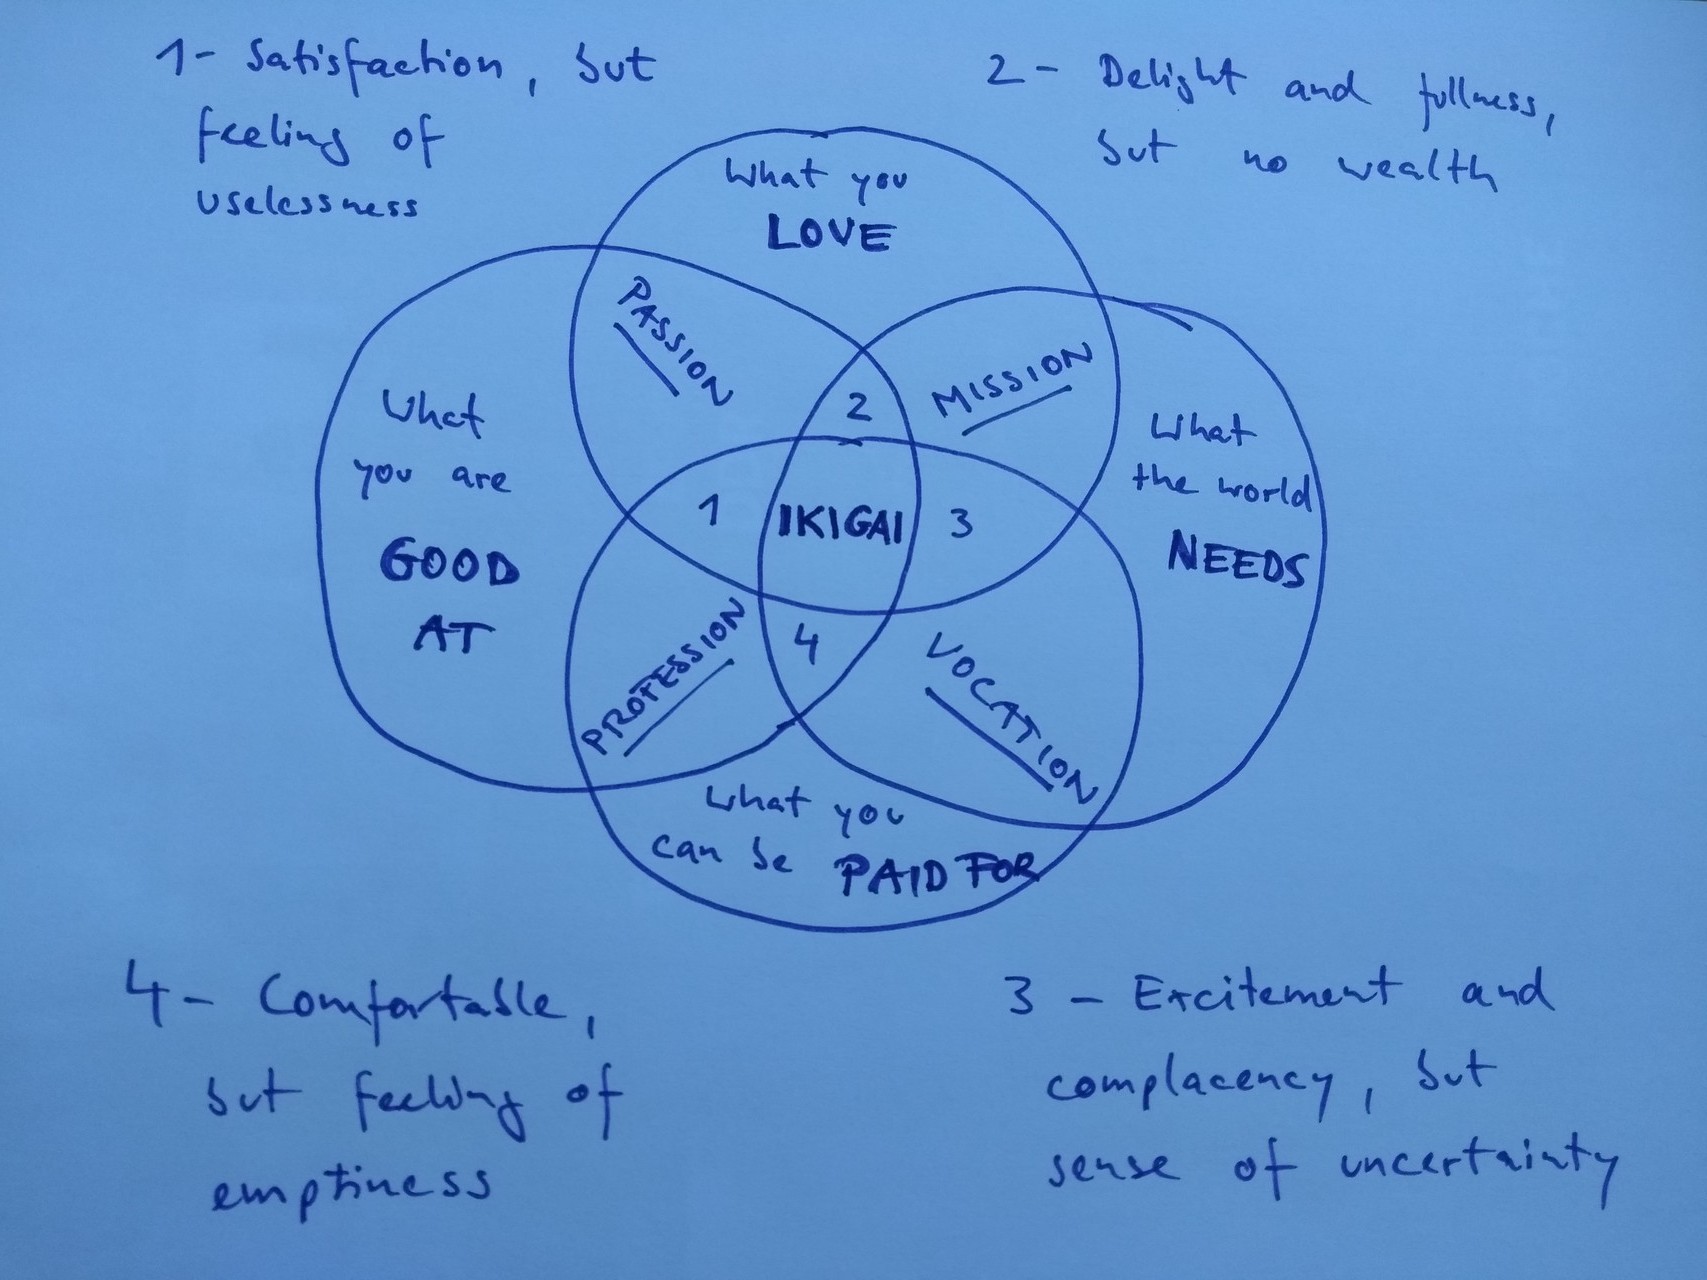 1- Satisfaction, but
feeling of
uselessness
2- Delight and fullness,
but no wealth
What you
LOVE
PASSION
MISSION
2
What
you are
GOOD
AT
What
the world
NEEDS
1
IKIGAI
3
PROFESSION
4
VOCATION
What you
can be PAID FOR
4- Comfortable,
but feeling of
emptiness
3 - Excitement and
complacency, but
sense of uncertainty